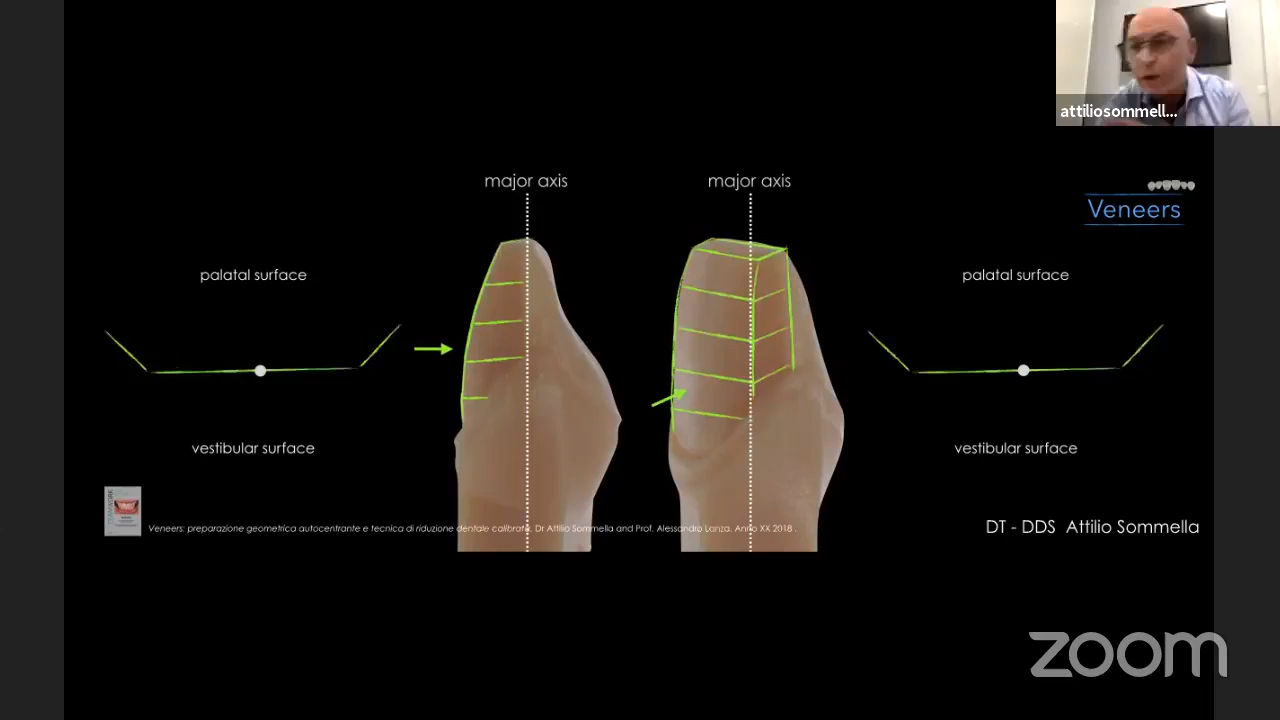 attiliosommell...
major axis
major axis
Veneers
palatal surface
palatal surface
vestibular surface
vestibular surface
Veneers: preparazione geometrica autocentrante e tecnica di riduzione dentale calibrata. Dr Attilio Sommella and Prof. Alessandro Lanza. Anno XX 2018 .
DT - DDS Attilio Sommella
zoom